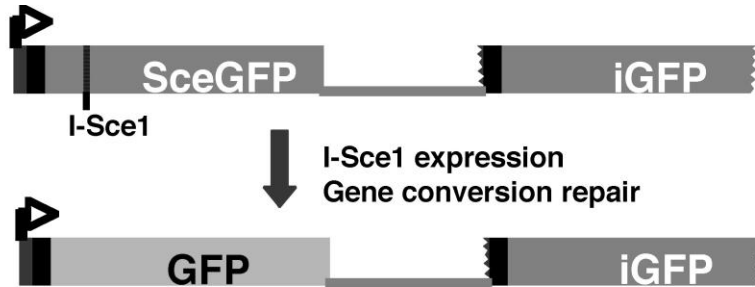 SceGFP iGFP
I-Sce1
I-Sce1 expression
Gene conversion repair
GFP iGFP